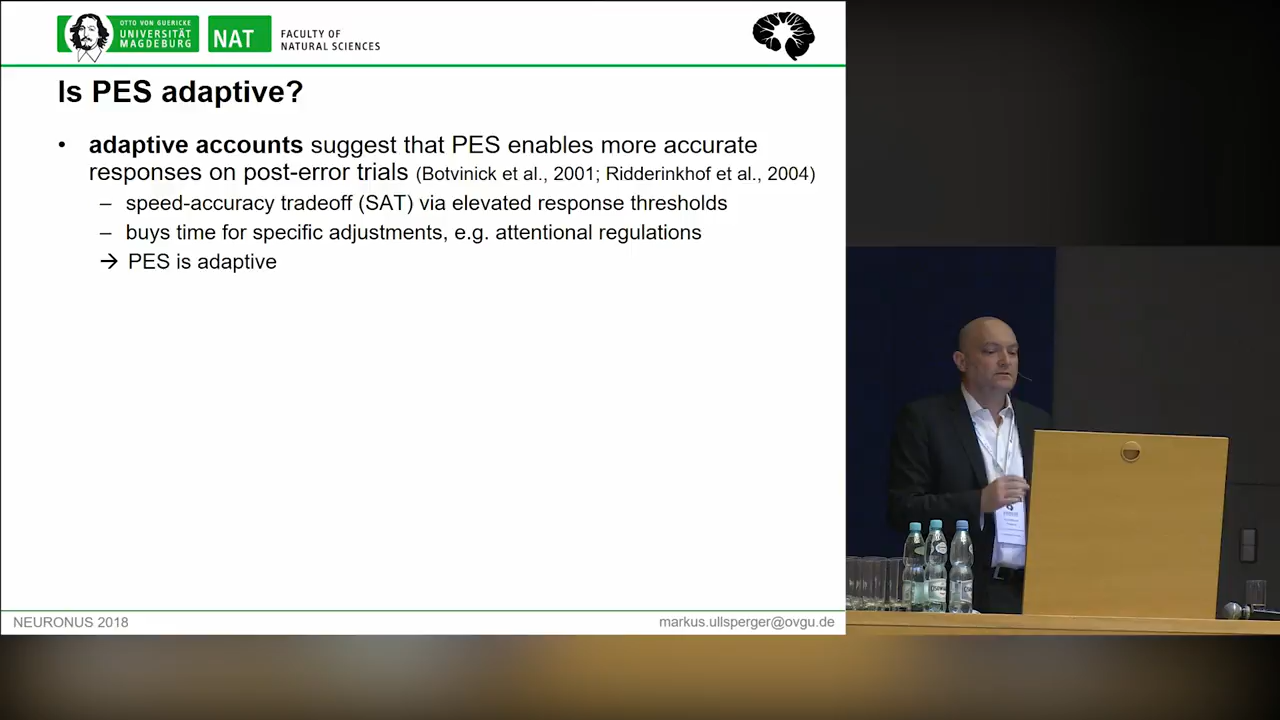 OTTO VON GUERICKE
UNIVERSITÄT
MAGDEBURG
NAT
FACULTY OF
NATURAL SCIENCES
Is PES adaptive?
• adaptive accounts suggest that PES enables more accurate
responses on post-error trials (Botvinick et al., 2001; Ridderinkhof et al., 2004)
– speed-accuracy tradeoff (SAT) via elevated response thresholds
– buys time for specific adjustments, e.g. attentional regulations
→ PES is adaptive
NEURONUS 2018
markus.ullsperger@ovgu.de